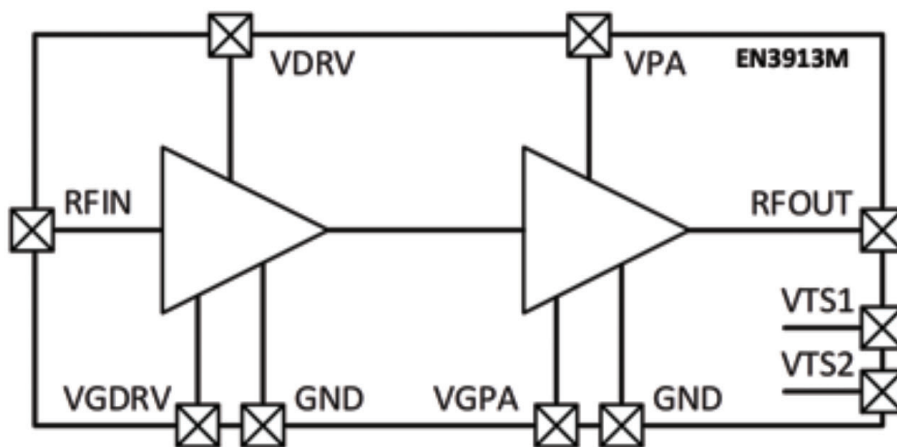 VDRV
VPA
EN3913M
RFIN
RFOUT
VTS1
VTS2
VGDRV
GND
VGPA
GND